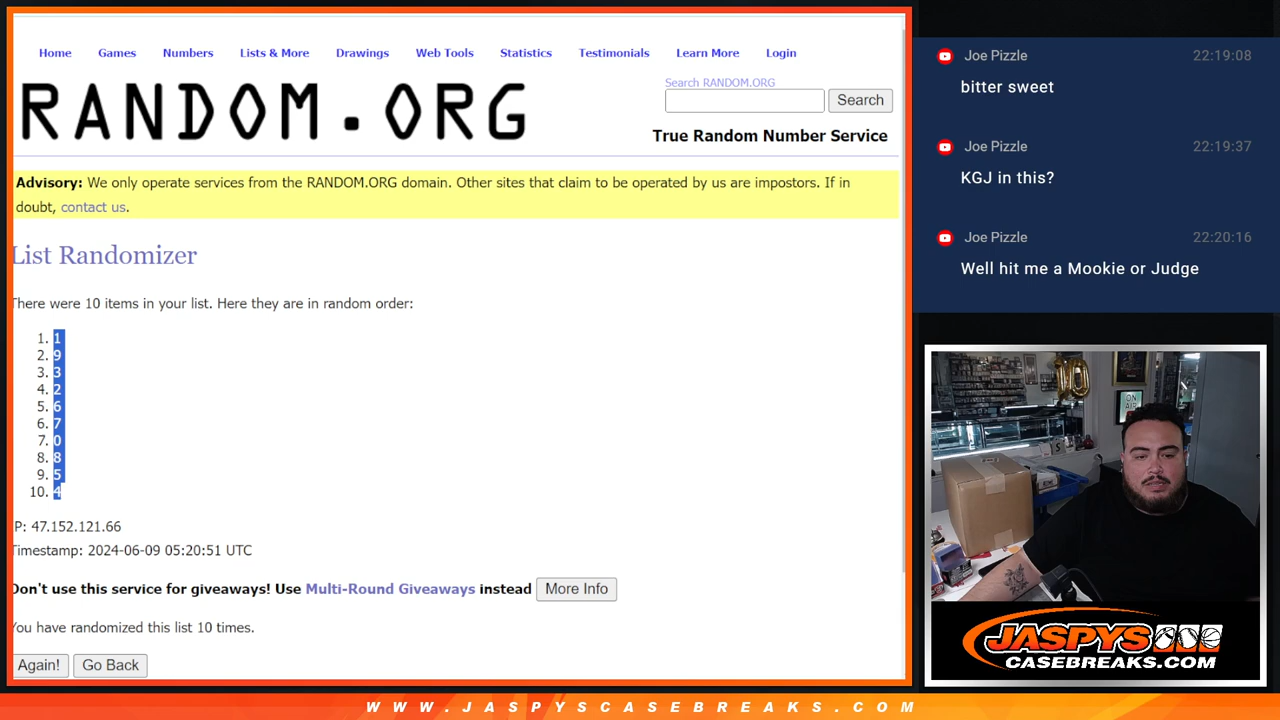 Home Games Numbers Lists & More Drawings Web Tools Statistics Testimonials Learn More Login
RANDOM.ORG
Search RANDOM.ORG
Search
True Random Number Service
Advisory: We only operate services from the RANDOM.ORG domain. Other sites that claim to be operated by us are impostors. If in
doubt, contact us.
List Randomizer
There were 10 items in your list. Here they are in random order:
1. 1
2. 9
3. 3
4. 2
5. 6
6. 7
7. 0
8. 8
9. 5
10. 4
P: 47.152.121.66
Timestamp: 2024-06-09 05:20:51 UTC
Don't use this service for giveaways! Use Multi-Round Giveaways instead More Info
You have randomized this list 10 times.
Again! Go Back
Joe Pizzle 22:19:08
bitter sweet
Joe Pizzle 22:19:37
KGJ in this?
Joe Pizzle 22:20:16
Well hit me a Mookie or Judge
10
ON
AIR
JASPYS
CASEBREAKS.COM
WWW.JASPYSCASEBREAKS.COM